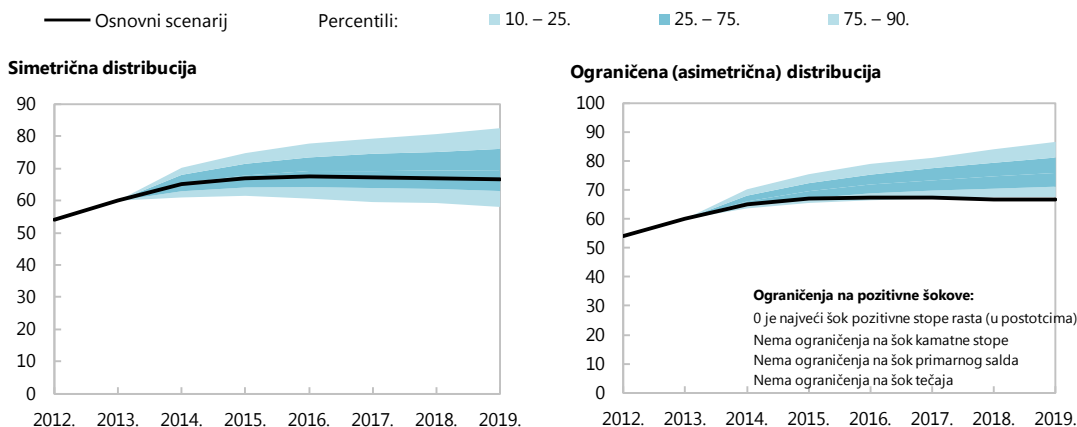 Osnovni scenarij Percentili: 10. – 25. 25. – 75. 75. – 90.
Simetrična distribucija
90
80
70
60
50
40
30
20
10
0
2012. 2013. 2014. 2015. 2016. 2017. 2018. 2019.
Ograničena (asimetrična) distribucija
100
90
80
70
60
50
40
30
20
10
0
Ograničenja na pozitivne šokove:
0 je najveći šok pozitivne stope rasta (u postotcima)
Nema ograničenja na šok kamatne stope
Nema ograničenja na šok primarnog salda
Nema ograničenja na šok tečaja
2012. 2013. 2014. 2015. 2016. 2017. 2018. 2019.